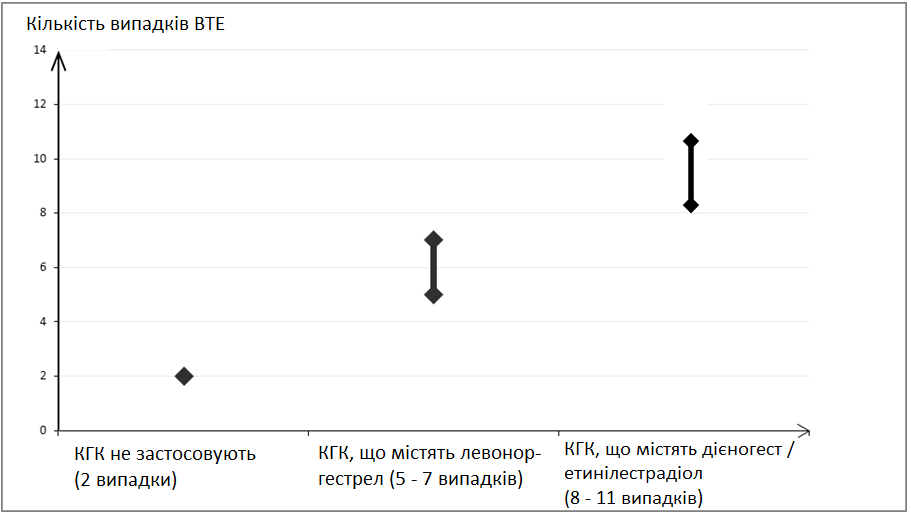 Кількість випадків ВТЕ
14
12
10
8
6
4
2
0
КГК не застосовують
(2 випадки)
КГК, що містять левонор-
гестрел (5 - 7 випадків)
КГК, що містять дієногест /
етинілестрадіол
(8 - 11 випадків)